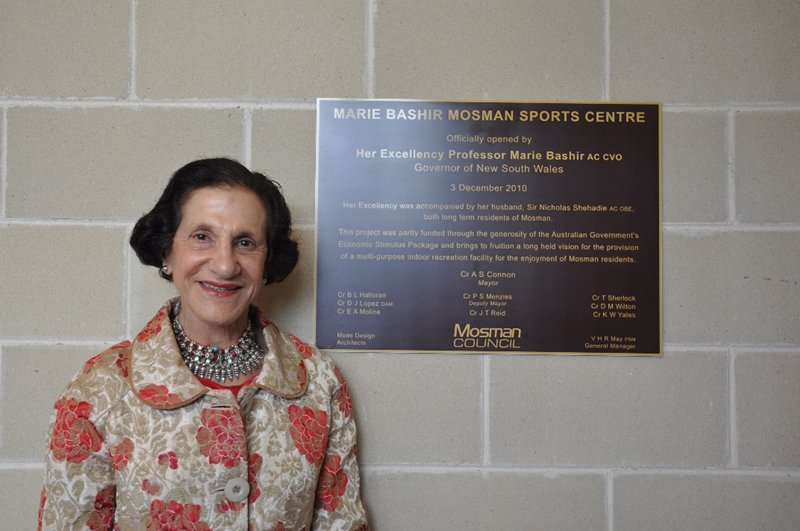 MARIE BASHIR MOSMAN SPORTS CENTRE
Officially opened by
Her Excellency Professor Marie Bashir AC CVO
Governor of New South Wales
3 December 2010
Her Excellency was accompanied by her husband, Sir Nicholas Shehadie AC OBE,
both long term residents of Mosman.
This project was partly funded through the generosity of the Australian Government's
Economic Stimulus Package and brings to fruition a long held vision for the provision
of a multi-purpose indoor recreation facility for the enjoyment of Mosman residents.
Cr A S Connon
Mayor
Cr B L Halloran
Cr D J Lopez OAM
Cr E A Moline
Cr P S Menzies
Deputy Mayor
Cr J T Reid
Cr T Sherlock
Cr D M Wilton
Cr K W Yates
Mode Design
Architects
Mosman
COUNCIL
V H R May PSM
General Manager